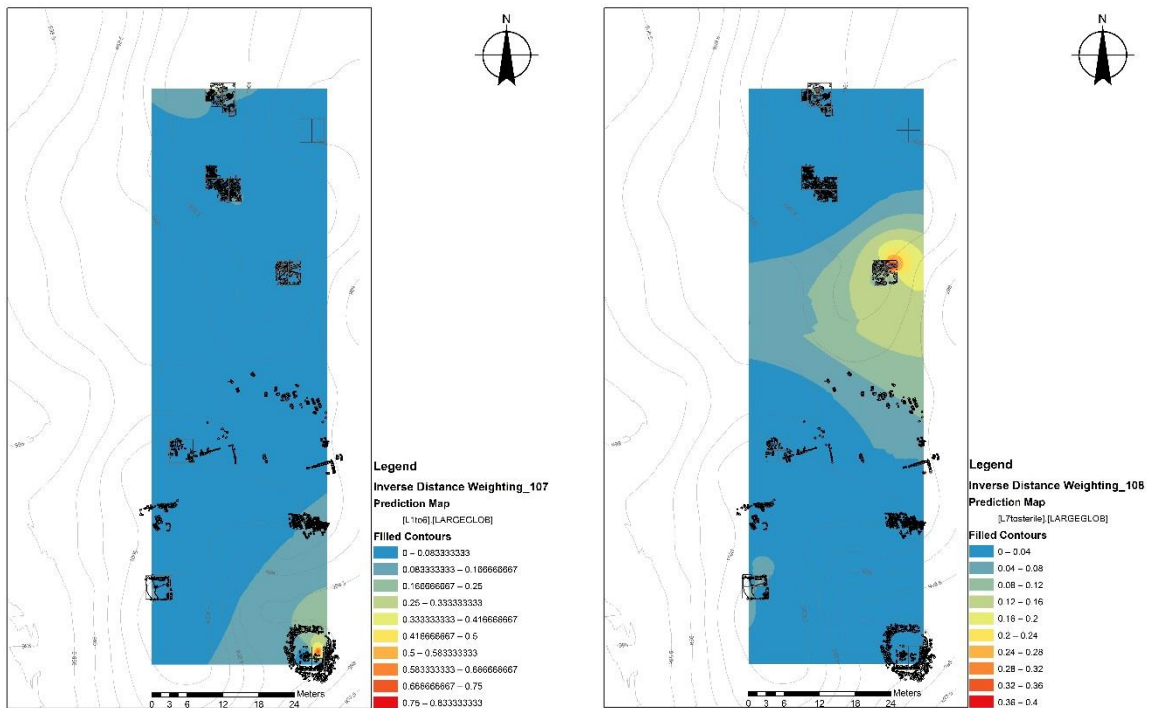 N
Legend
Inverse Distance Weighting_107
Prediction Map
[L1to6].[LARGEGLOB]
Filled Contours
0 – 0.083333333
0.083333333 – 0.166666667
0.166666667 – 0.25
0.25 – 0.333333333
0.333333333 – 0.416666667
0.416666667 – 0.5
0.5 – 0.583333333
0.583333333 – 0.666666667
0.666666667 – 0.75
0.75 – 0.833333333
Meters
0 3 6 12 18 24
N
Legend
Inverse Distance Weighting_108
Prediction Map
[L7tosterile].[LARGEGLOB]
Filled Contours
0 – 0.04
0.04 – 0.08
0.08 – 0.12
0.12 – 0.16
0.16 – 0.2
0.2 – 0.24
0.24 – 0.28
0.28 – 0.32
0.32 – 0.36
0.36 – 0.4
Meters
0 3 6 12 18 24